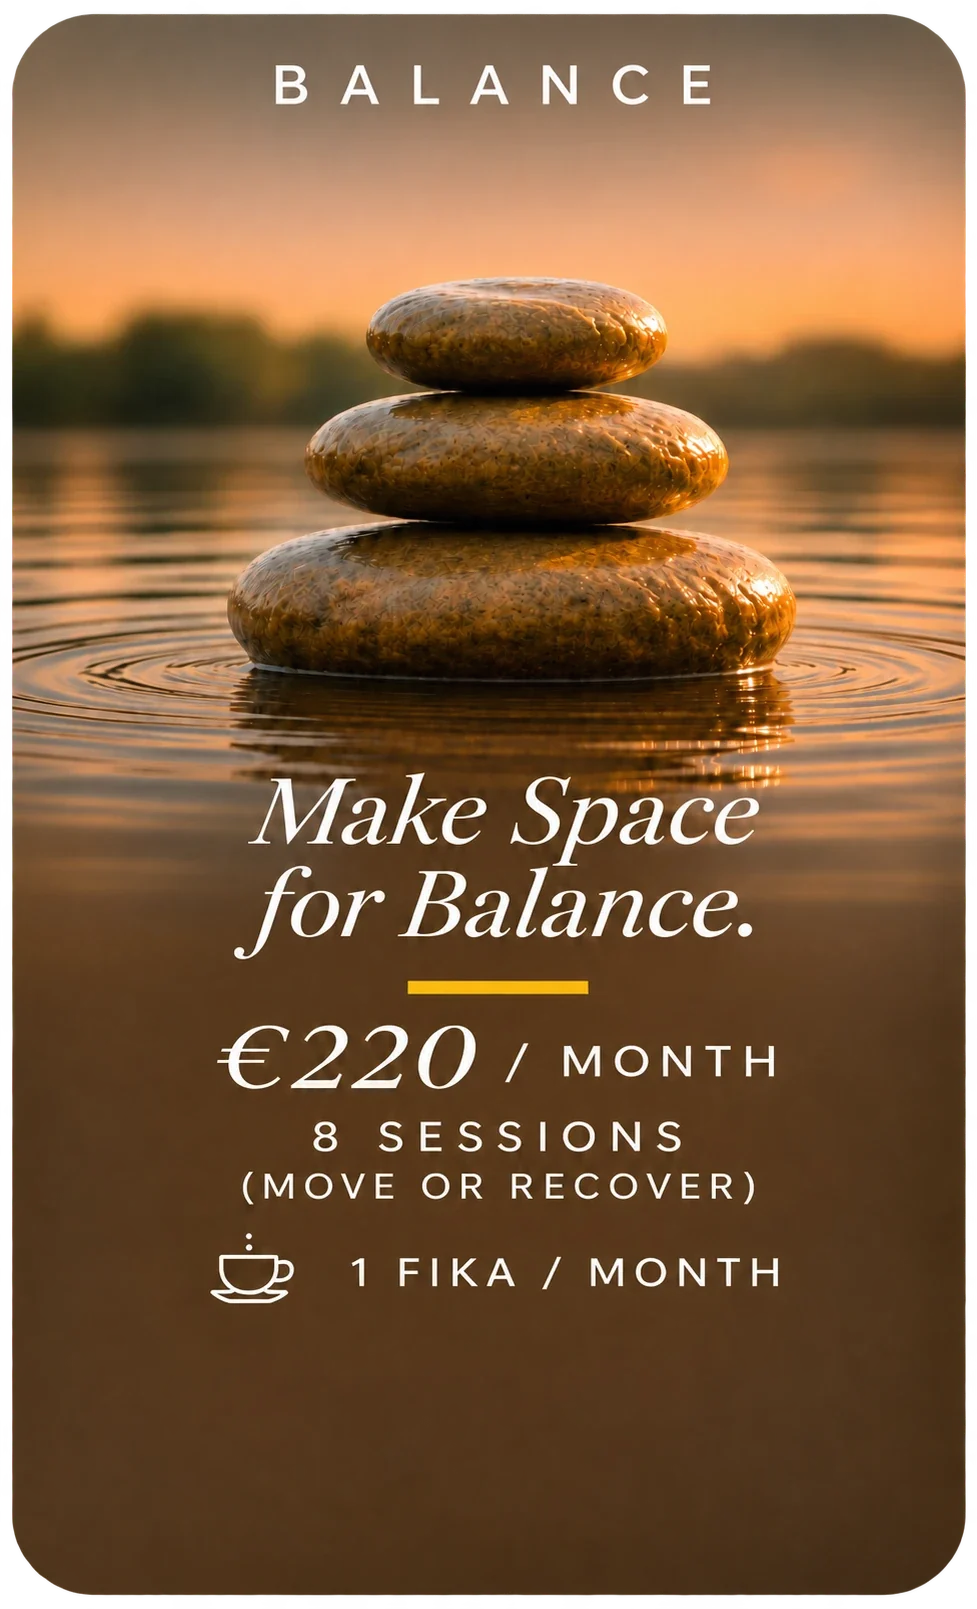 BALANCE
Make Space
for Balance.
€220 / MONTH
8 SESSIONS
(MOVE OR RECOVER)
1 FIKA / MONTH